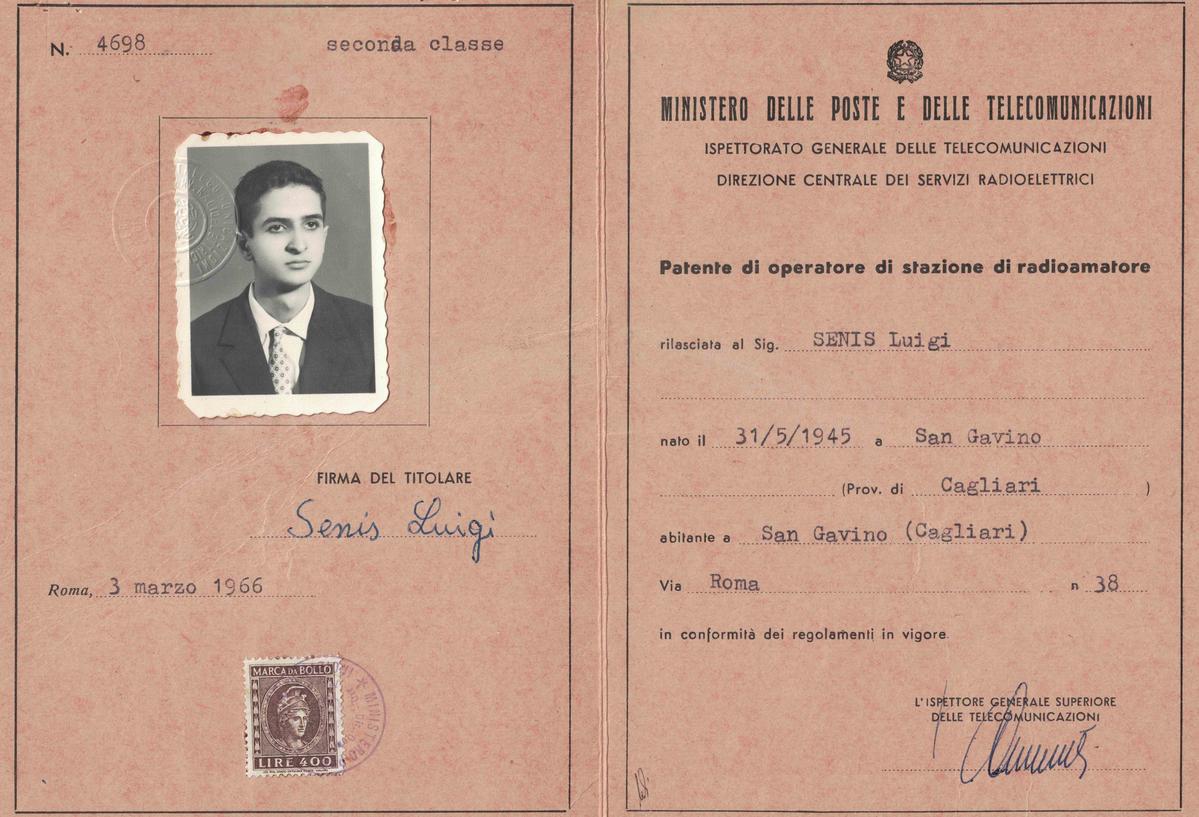 N. 4698 seconda classe
FIRMA DEL TITOLARE
Senis Luigi
Roma, 3 marzo 1966
MARCA DA BOLLO
LIRE 400
MINISTERO
MINISTERO DELLE POSTE E DELLE TELECOMUNICAZIONI
ISPETTORATO GENERALE DELLE TELECOMUNICAZIONI
DIREZIONE CENTRALE DEI SERVIZI RADIOELETTRICI
Patente di operatore di stazione di radioamatore
rilasciata al Sig. SENIS Luigi
nato il 31/5/1945 a San Gavino
(Prov. di Cagliari )
abitante a San Gavino (Cagliari)
Via Roma n 38
in conformità dei regolamenti in vigore.
L'ISPETTORE GENERALE SUPERIORE
DELLE TELECOMUNICAZIONI